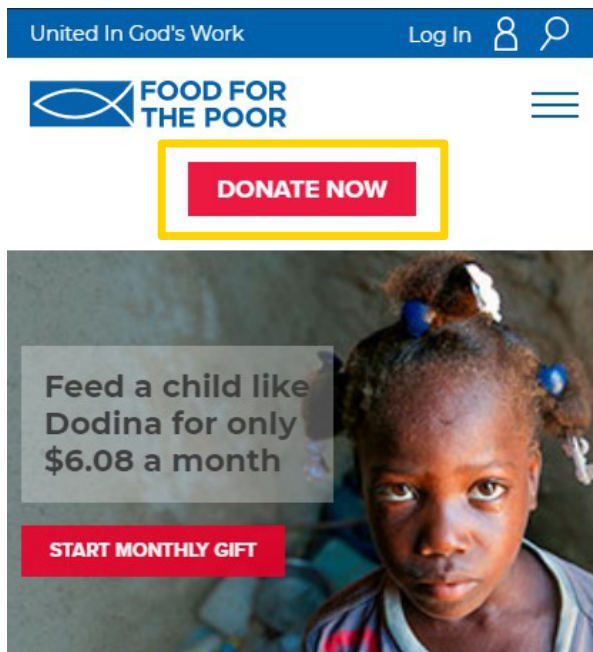 United In God's Work
Log In
FOOD FOR
THE POOR
DONATE NOW
Feed a child like
Dodina for only
$6.08 a month
START MONTHLY GIFT